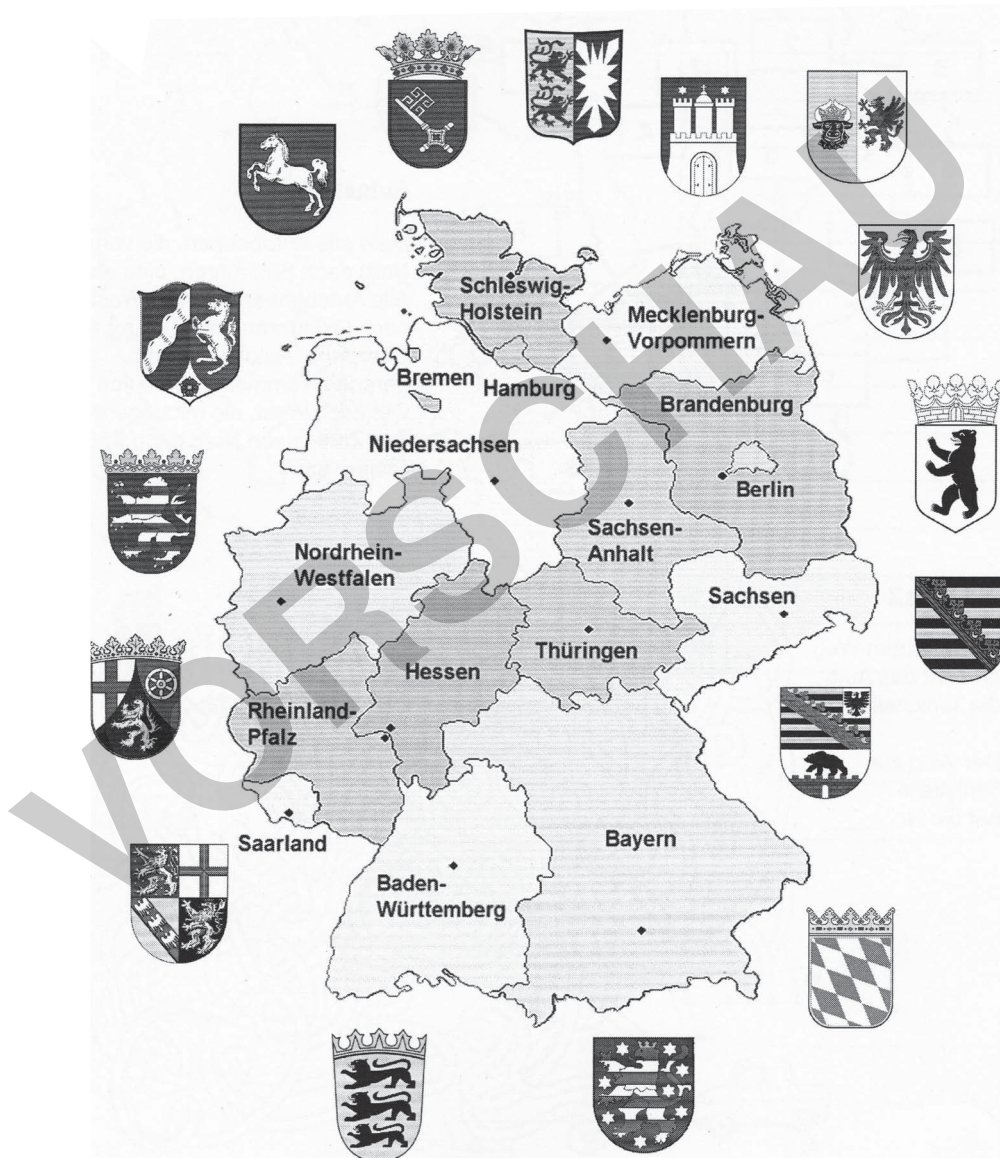 Schleswig-
Holstein
Mecklenburg-
Vorpommern
Bremen
Hamburg
Brandenburg
Niedersachsen
Berlin
Sachsen-
Anhalt
Nordrhein-
Westfalen
Sachsen
Thüringen
Hessen
Rheinland-
Pfalz
Saarland
Bayern
Baden-
Württemberg
VORSCHAU